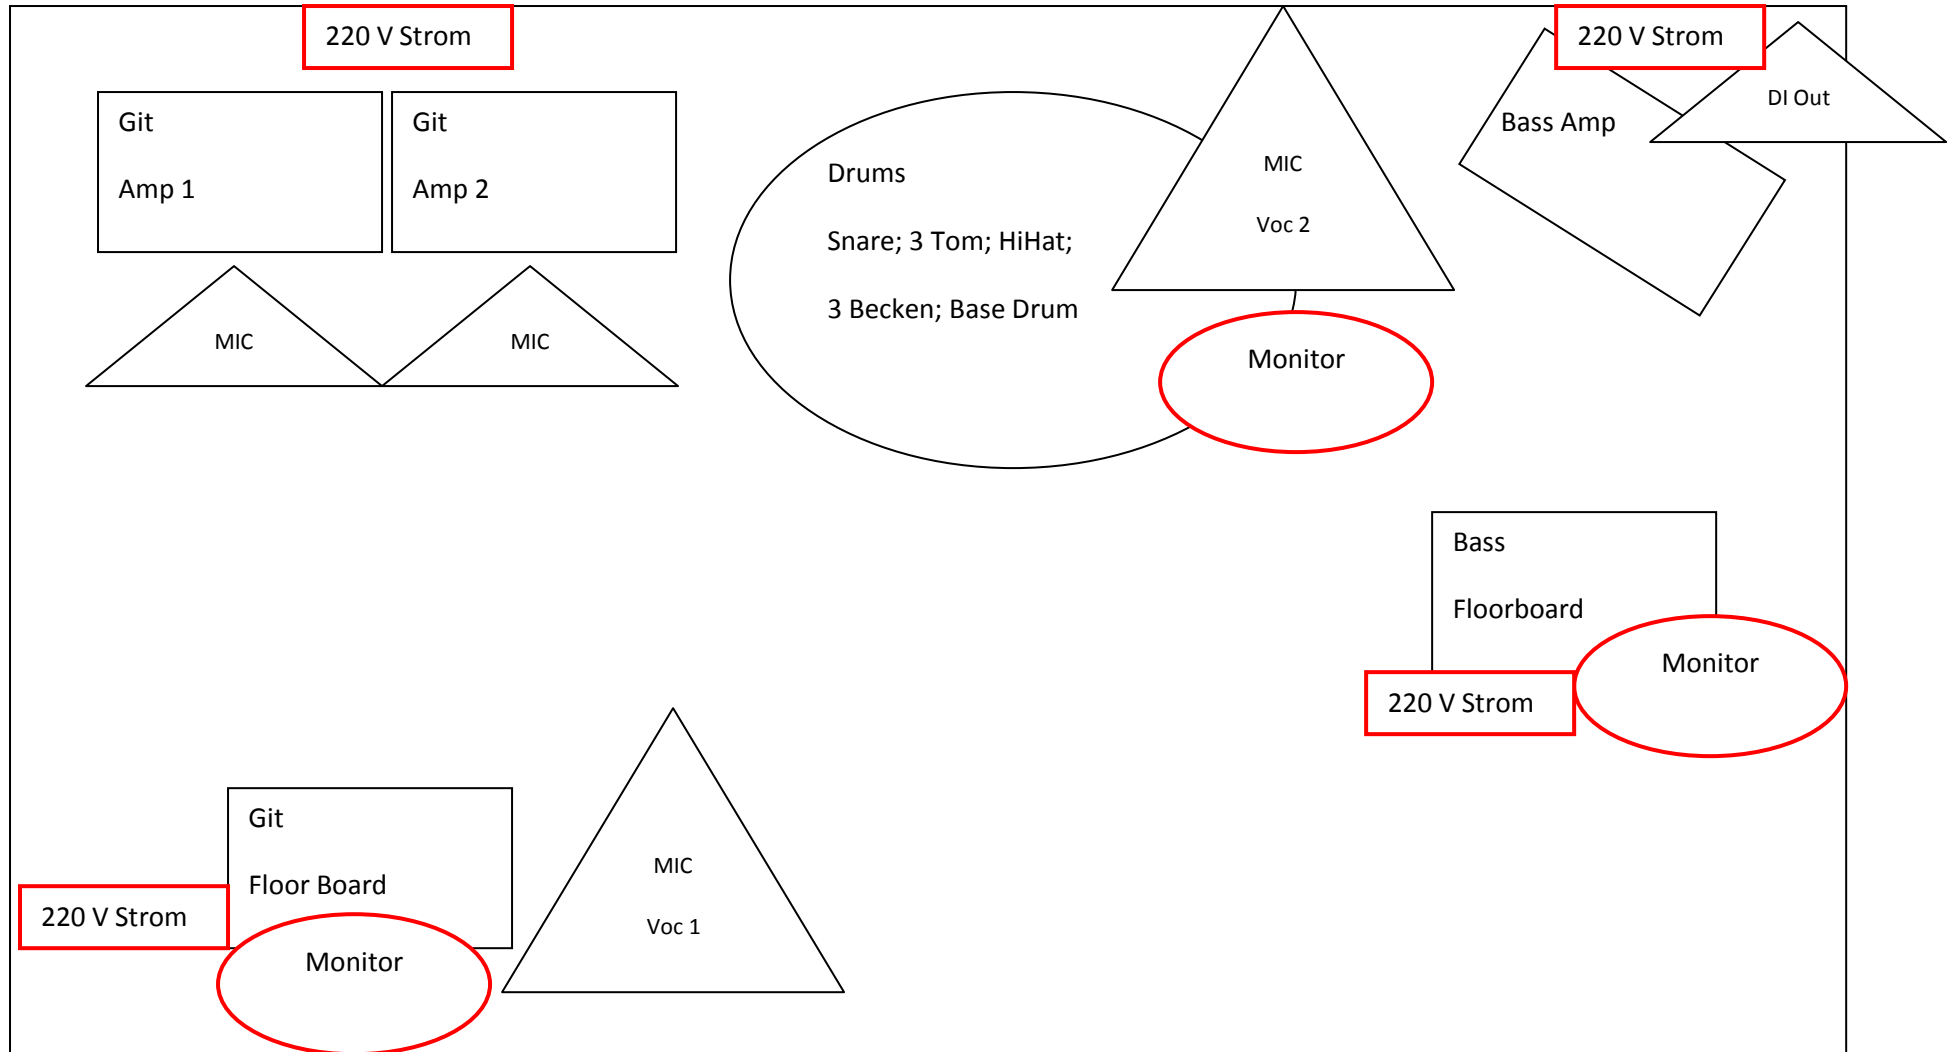 220 V Strom
220 V Strom
DI Out
Git
Amp 1
Git
Amp 2
Bass Amp
Drums
Snare; 3 Tom; HiHat;
3 Becken; Base Drum
MIC
Voc 2
MIC
MIC
Monitor
Bass
Floorboard
Monitor
220 V Strom
Git
Floor Board
220 V Strom
Monitor
MIC
Voc 1